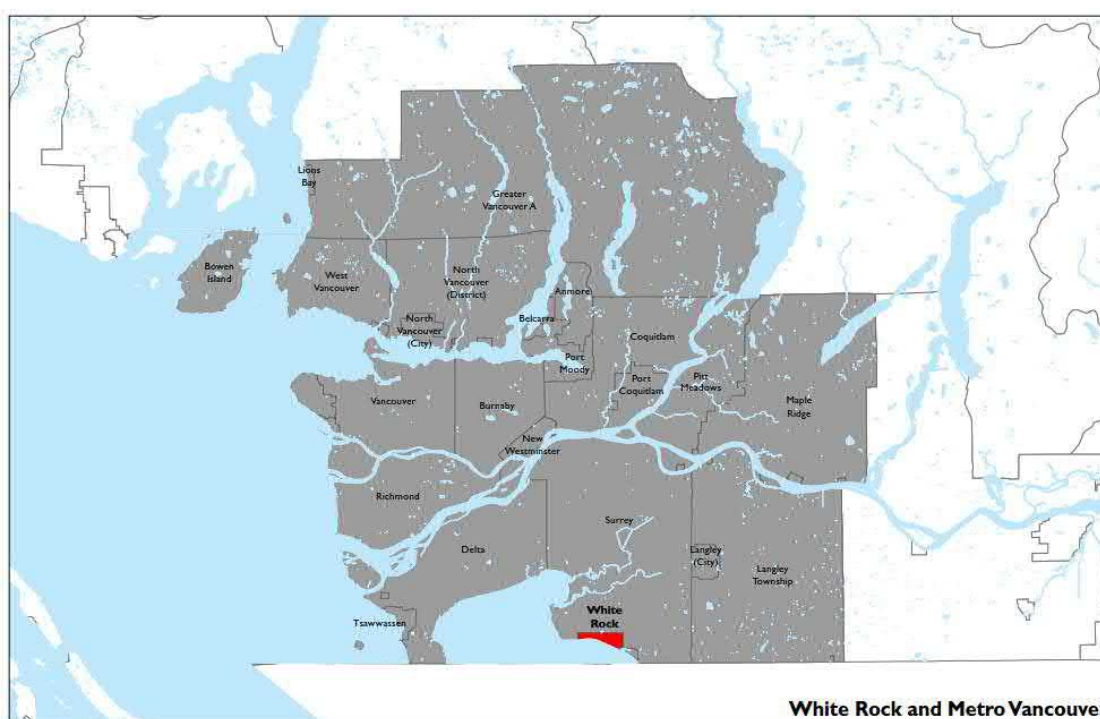 Lions
Bay
Greater
Vancouver A
Bowen
Island
West
Vancouver
North
Vancouver
(District)
Anmore
North
Vancouver
(City)
Belcarra
Coquitlam
Port
Moody
Port
Coquitlam
Pitt
Meadows
Maple
Ridge
Vancouver
Burnaby
New
Westminster
Richmond
Surrey
Delta
Langley
(City)
Langley
Township
White
Rock
Tsawwassen
White Rock and Metro Vancouve